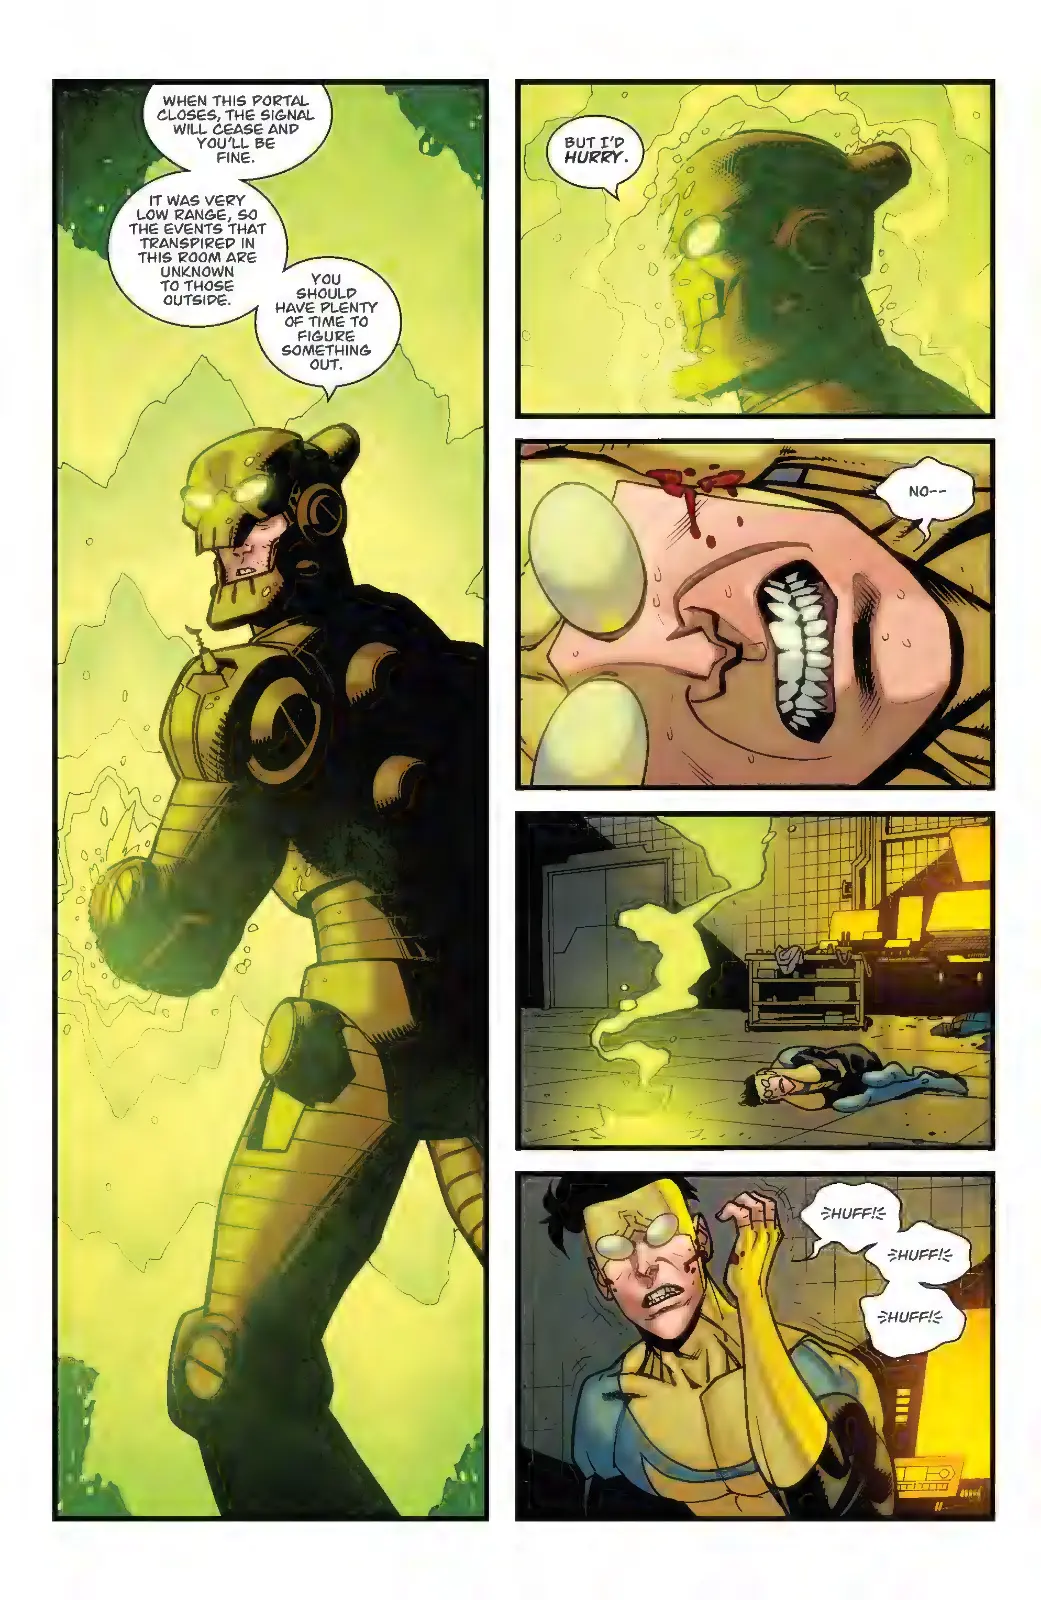 WHEN THIS PORTAL
CLOSES, THE SIGNAL
WILL CEASE AND
YOU'LL BE
FINE.
IT WAS VERY
LOW RANGE, SO
THE EVENTS THAT
TRANSPIRED IN
THIS ROOM ARE
UNKNOWN
TO THOSE
OUTSIDE.
YOU
SHOULD
HAVE PLENTY
OF TIME TO
FIGURE
SOMETHING
OUT.
BUT I'D
HURRY.
NO--
HUFF!
HUFF!
HUFF!